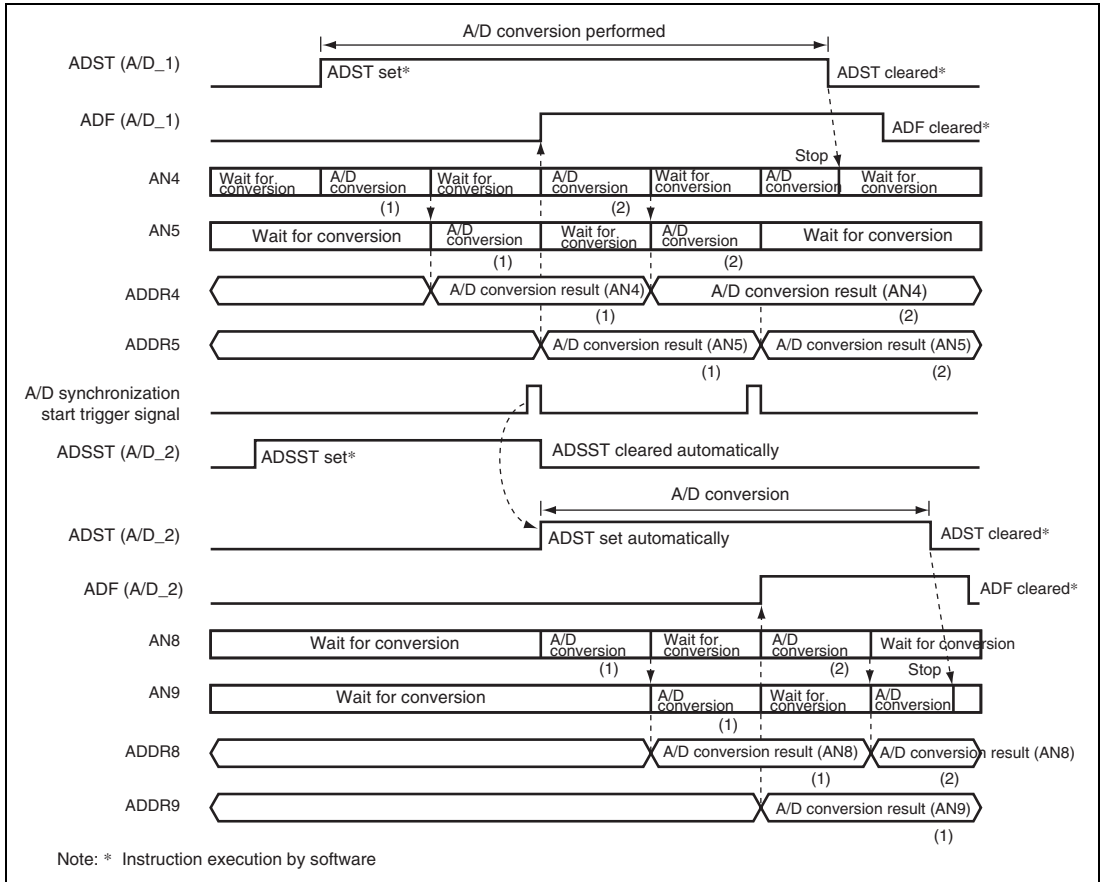 A/D conversion performed
ADST (A/D_1)
ADST set*
ADST cleared*
ADF (A/D_1)
ADF cleared*
Stop
AN4
Wait for conversion
A/D conversion
Wait for conversion
A/D conversion
Wait for conversion
A/D conversion
Wait for conversion
(1)
(2)
AN5
Wait for conversion
A/D conversion
Wait for conversion
A/D conversion
Wait for conversion
(1)
(2)
ADDR4
A/D conversion result (AN4)
A/D conversion result (AN4)
(1)
(2)
ADDR5
A/D conversion result (AN5)
A/D conversion result (AN5)
(1)
(2)
A/D synchronization
start trigger signal
ADSST (A/D_2)
ADSST set*
ADSST cleared automatically
A/D conversion
ADST (A/D_2)
ADST set automatically
ADST cleared*
ADF (A/D_2)
ADF cleared*
AN8
Wait for conversion
A/D conversion
Wait for conversion
A/D conversion
Wait for conversion
(1)
(2)
Stop
AN9
Wait for conversion
A/D conversion
Wait for conversion
A/D conversion
(1)
ADDR8
A/D conversion result (AN8)
A/D conversion result (AN8)
(1)
(2)
ADDR9
A/D conversion result (AN9)
(1)
Note: * Instruction execution by software